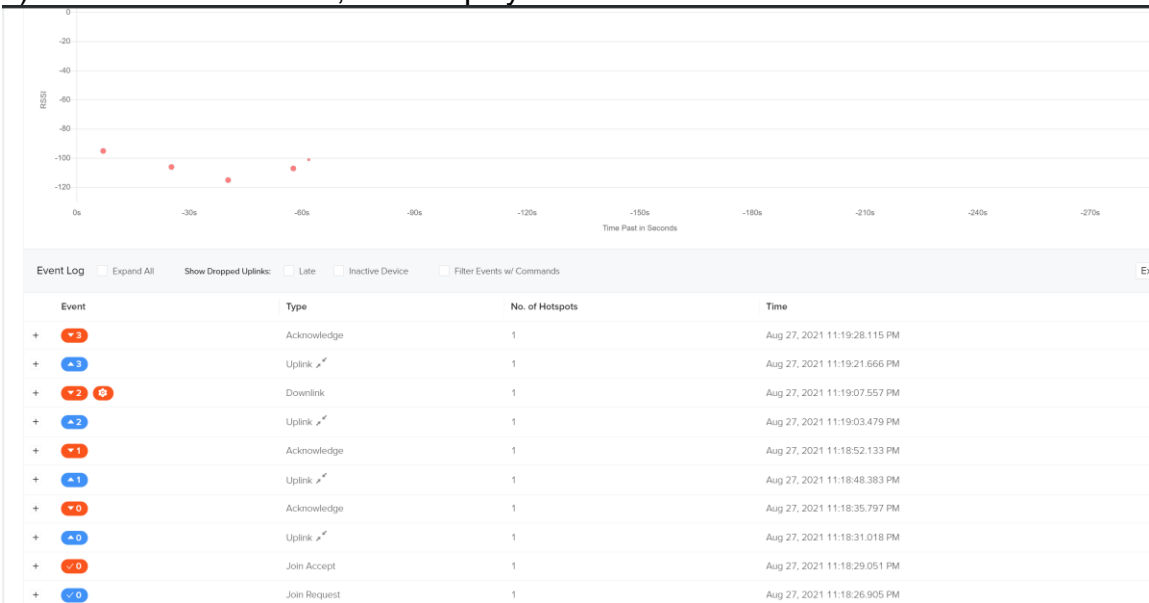 0
-20
-40
-60
-80
-100
-120
RSSI
0s -30s -60s -90s -120s -150s -180s -210s -240s -270s
Time Past in Seconds
Event Log Expand All Show Dropped Uplinks: Late Inactive Device Filter Events w/ Commands
Event Type No. of Hotspots Time
+ 3 Acknowledge 1 Aug 27, 2021 11:19:28.115 PM
+ 3 Uplink 1 Aug 27, 2021 11:19:21.666 PM
+ 2 Downlink 1 Aug 27, 2021 11:19:07.557 PM
+ 2 Uplink 1 Aug 27, 2021 11:19:03.479 PM
+ 1 Acknowledge 1 Aug 27, 2021 11:18:52.133 PM
+ 1 Uplink 1 Aug 27, 2021 11:18:48.383 PM
+ 0 Acknowledge 1 Aug 27, 2021 11:18:35.797 PM
+ 0 Uplink 1 Aug 27, 2021 11:18:31.018 PM
+ 0 Join Accept 1 Aug 27, 2021 11:18:29.051 PM
+ 0 Join Request 1 Aug 27, 2021 11:18:26.905 PM